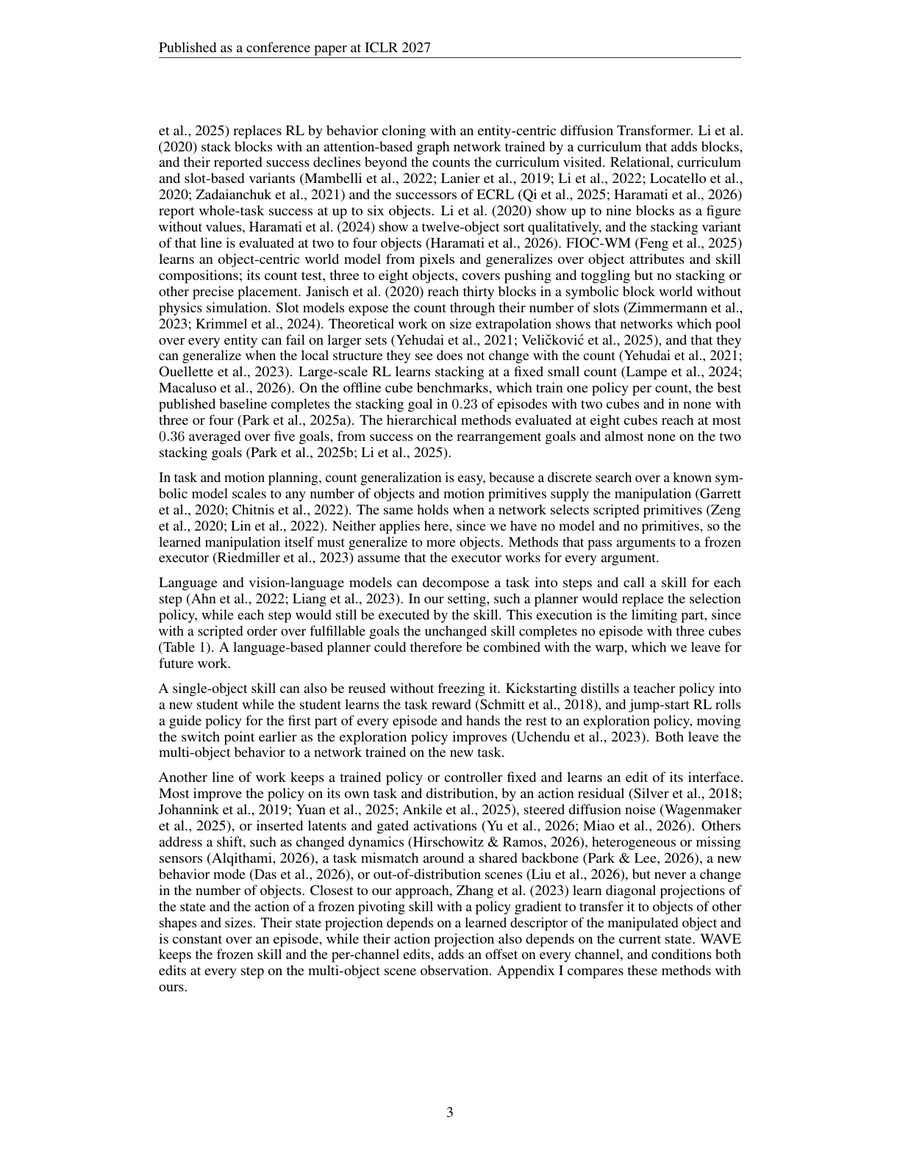 Published as a conference paper at ICLR 2027
et al., 2025) replaces RL by behavior cloning with an entity-centric diffusion Transformer. Li et al.
(2020) stack blocks with an attention-based graph network trained by a curriculum that adds blocks,
and their reported success declines beyond the counts the curriculum visited. Relational, curriculum
and slot-based variants (Mambelli et al., 2022; Lanier et al., 2019; Li et al., 2022; Locatello et al.,
2020; Zadaianchuk et al., 2021) and the successors of ECRL (Qi et al., 2025; Haramati et al., 2026)
report whole-task success at up to six objects. Li et al. (2020) show up to nine blocks as a figure
without values, Haramati et al. (2024) show a twelve-object sort qualitatively, and the stacking variant
of that line is evaluated at two to four objects (Haramati et al., 2026). FIOC-WM (Feng et al., 2025)
learns an object-centric world model from pixels and generalizes over object attributes and skill
compositions; its count test, three to eight objects, covers pushing and toggling but no stacking or
other precise placement. Janisch et al. (2020) reach thirty blocks in a symbolic block world without
physics simulation. Slot models expose the count through their number of slots (Zimmermann et al.,
2023; Krimmel et al., 2024). Theoretical work on size extrapolation shows that networks which pool
over every entity can fail on larger sets (Yehudai et al., 2021; Veličković et al., 2025), and that they
can generalize when the local structure they see does not change with the count (Yehudai et al., 2021;
Ouellette et al., 2023). Large-scale RL learns stacking at a fixed small count (Lampe et al., 2024;
Macaluso et al., 2026). On the offline cube benchmarks, which train one policy per count, the best
published baseline completes the stacking goal in 0.23 of episodes with two cubes and in none with
three or four (Park et al., 2025a). The hierarchical methods evaluated at eight cubes reach at most
0.36 averaged over five goals, from success on the rearrangement goals and almost none on the two
stacking goals (Park et al., 2025b; Li et al., 2025).
In task and motion planning, count generalization is easy, because a discrete search over a known sym-
bolic model scales to any number of objects and motion primitives supply the manipulation (Garrett
et al., 2020; Chitnis et al., 2022). The same holds when a network selects scripted primitives (Zeng
et al., 2020; Lin et al., 2022). Neither applies here, since we have no model and no primitives, so the
learned manipulation itself must generalize to more objects. Methods that pass arguments to a frozen
executor (Riedmiller et al., 2023) assume that the executor works for every argument.
Language and vision-language models can decompose a task into steps and call a skill for each
step (Ahn et al., 2022; Liang et al., 2023). In our setting, such a planner would replace the selection
policy, while each step would still be executed by the skill. This execution is the limiting part, since
with a scripted order over fulfillable goals the unchanged skill completes no episode with three cubes
(Table 1). A language-based planner could therefore be combined with the warp, which we leave for
future work.
A single-object skill can also be reused without freezing it. Kickstarting distills a teacher policy into
a new student while the student learns the task reward (Schmitt et al., 2018), and jump-start RL rolls
a guide policy for the first part of every episode and hands the rest to an exploration policy, moving
the switch point earlier as the exploration policy improves (Uchendu et al., 2023). Both leave the
multi-object behavior to a network trained on the new task.
Another line of work keeps a trained policy or controller fixed and learns an edit of its interface.
Most improve the policy on its own task and distribution, by an action residual (Silver et al., 2018;
Johannink et al., 2019; Yuan et al., 2025; Ankile et al., 2025), steered diffusion noise (Wagenmaker
et al., 2025), or inserted latents and gated activations (Yu et al., 2026; Miao et al., 2026). Others
address a shift, such as changed dynamics (Hirschowitz & Ramos, 2026), heterogeneous or missing
sensors (Alqithami, 2026), a task mismatch around a shared backbone (Park & Lee, 2026), a new
behavior mode (Das et al., 2026), or out-of-distribution scenes (Liu et al., 2026), but never a change
in the number of objects. Closest to our approach, Zhang et al. (2023) learn diagonal projections of
the state and the action of a frozen pivoting skill with a policy gradient to transfer it to objects of other
shapes and sizes. Their state projection depends on a learned descriptor of the manipulated object and
is constant over an episode, while their action projection also depends on the current state. WAVE
keeps the frozen skill and the per-channel edits, adds an offset on every channel, and conditions both
edits at every step on the multi-object scene observation. Appendix I compares these methods with
ours.
3